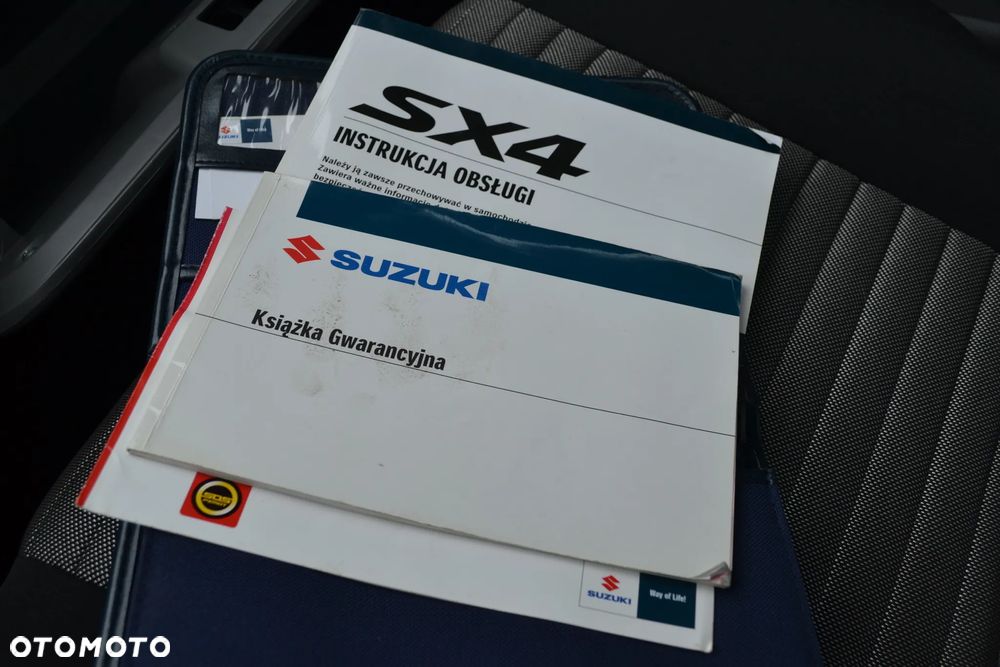 SX4
INSTRUKCJA OBSŁUGI
Należy ją zawsze przechowywać w samochodzie
Zawiera ważne informacje
SUZUKI
Way of Life!
SUZUKI
Książka Gwarancyjna
SOS
SUZUKI
Way of Life!
OTOMOTO